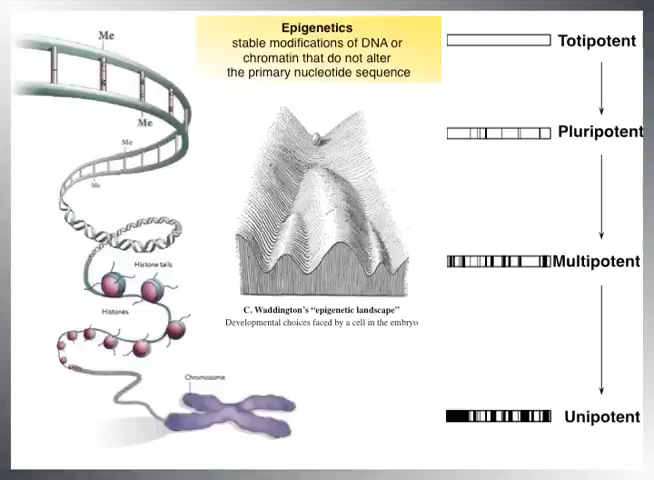 Epigenetics
stable modifications of DNA or
chromatin that do not alter
the primary nucleotide sequence
Me
Me
Me
Me
Histone tails
Histones
Chromosome
C. Waddington's “epigenetic landscape”
Developmental choices faced by a cell in the embryo
Totipotent
Pluripotent
Multipotent
Unipotent